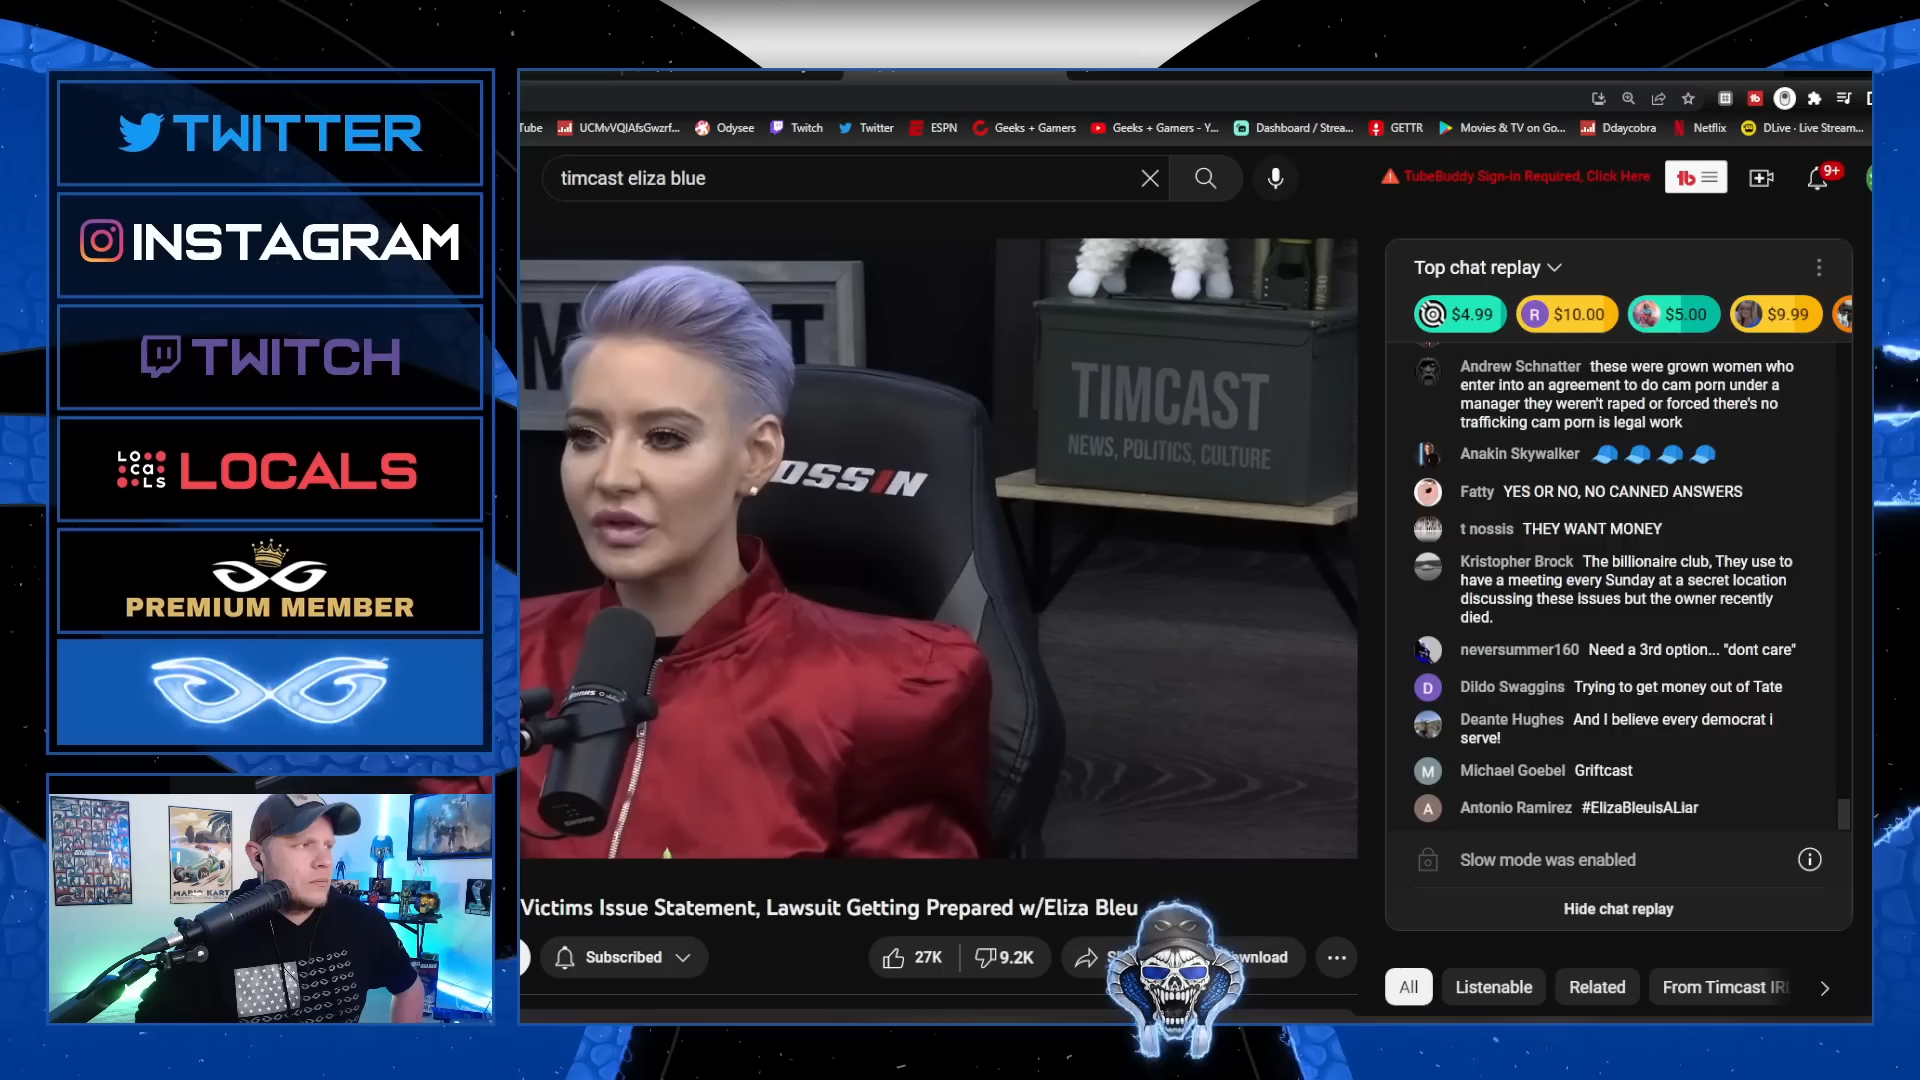 TWITTER
INSTAGRAM
TWITCH
LOCALS
LOCALS
PREMIUM MEMBER
MARIO KART
Tube
UCMvVQIAfsGwzrf...
Odysee
Twitch
Twitter
ESPN
Geeks + Gamers
Geeks + Gamers - Y...
Dashboard / Strea...
GETTR
Movies & TV on Go...
Ddaycobra
Netflix
DLive · Live Stream...
timcast eliza blue
TubeBuddy Sign-in Required, Click Here
tb
9+
#30
TIMCAST
NEWS, POLITICS, CULTURE
OSSIN
SHURE
Victims Issue Statement, Lawsuit Getting Prepared w/Eliza Bleu
Subscribed
27K
9.2K
wnload
Top chat replay
$4.99
R $10.00
$5.00
$9.99
Andrew Schnatter these were grown women who
enter into an agreement to do cam porn under a
manager they weren't raped or forced there's no
trafficking cam porn is legal work
Anakin Skywalker
Fatty YES OR NO, NO CANNED ANSWERS
t nossis THEY WANT MONEY
Kristopher Brock The billionaire club, They use to
have a meeting every Sunday at a secret location
discussing these issues but the owner recently
died.
neversummer160 Need a 3rd option... "dont care"
D Dildo Swaggins Trying to get money out of Tate
Deante Hughes And I believe every democrat i
serve!
M Michael Goebel Griftcast
A Antonio Ramirez #ElizaBleuisALiar
Slow mode was enabled
Hide chat replay
All
Listenable
Related
From Timcast IRL